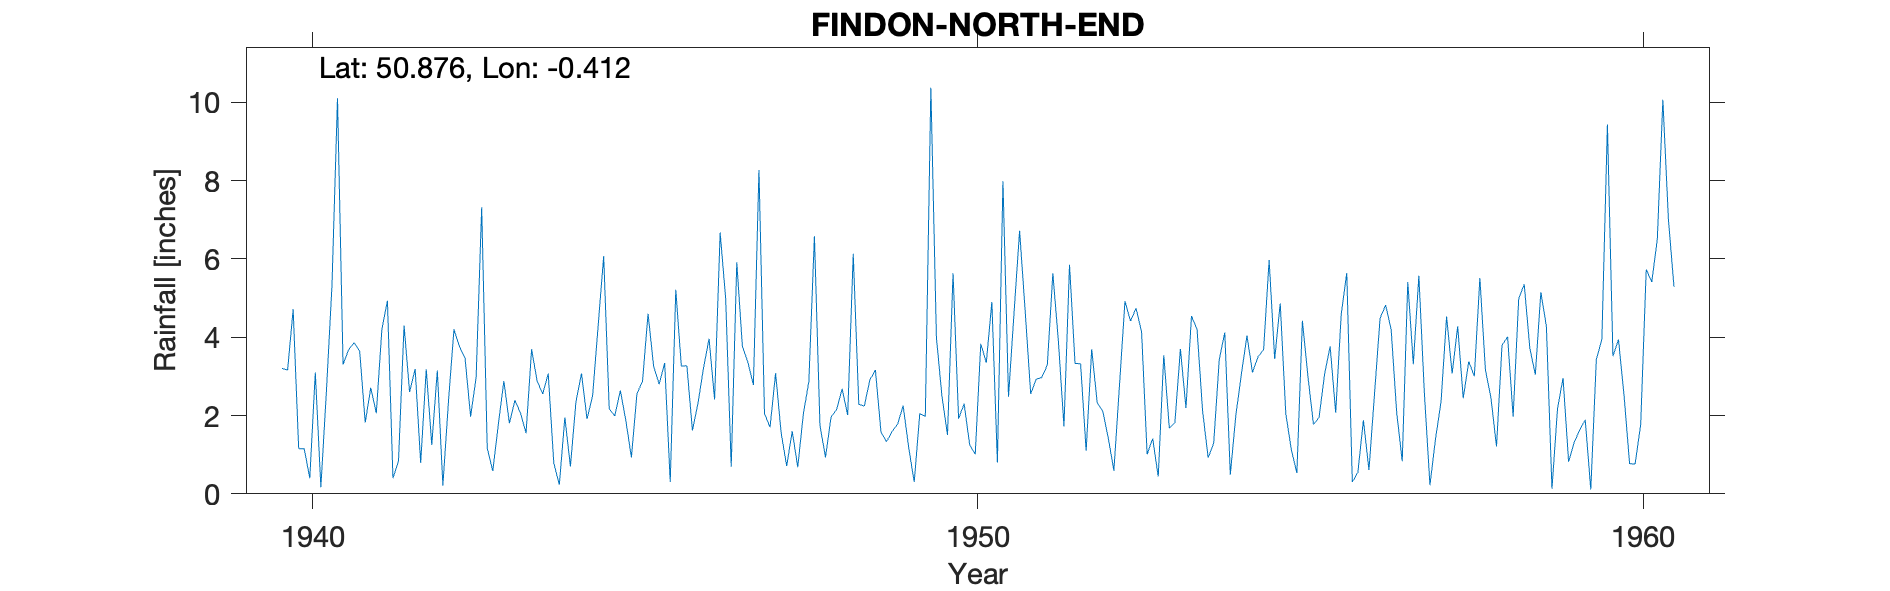 FINDON-NORTH-END
Lat: 50.876, Lon: -0.412
10
8
6
4
2
0
Rainfall [inches]
1940 1950 1960
Year